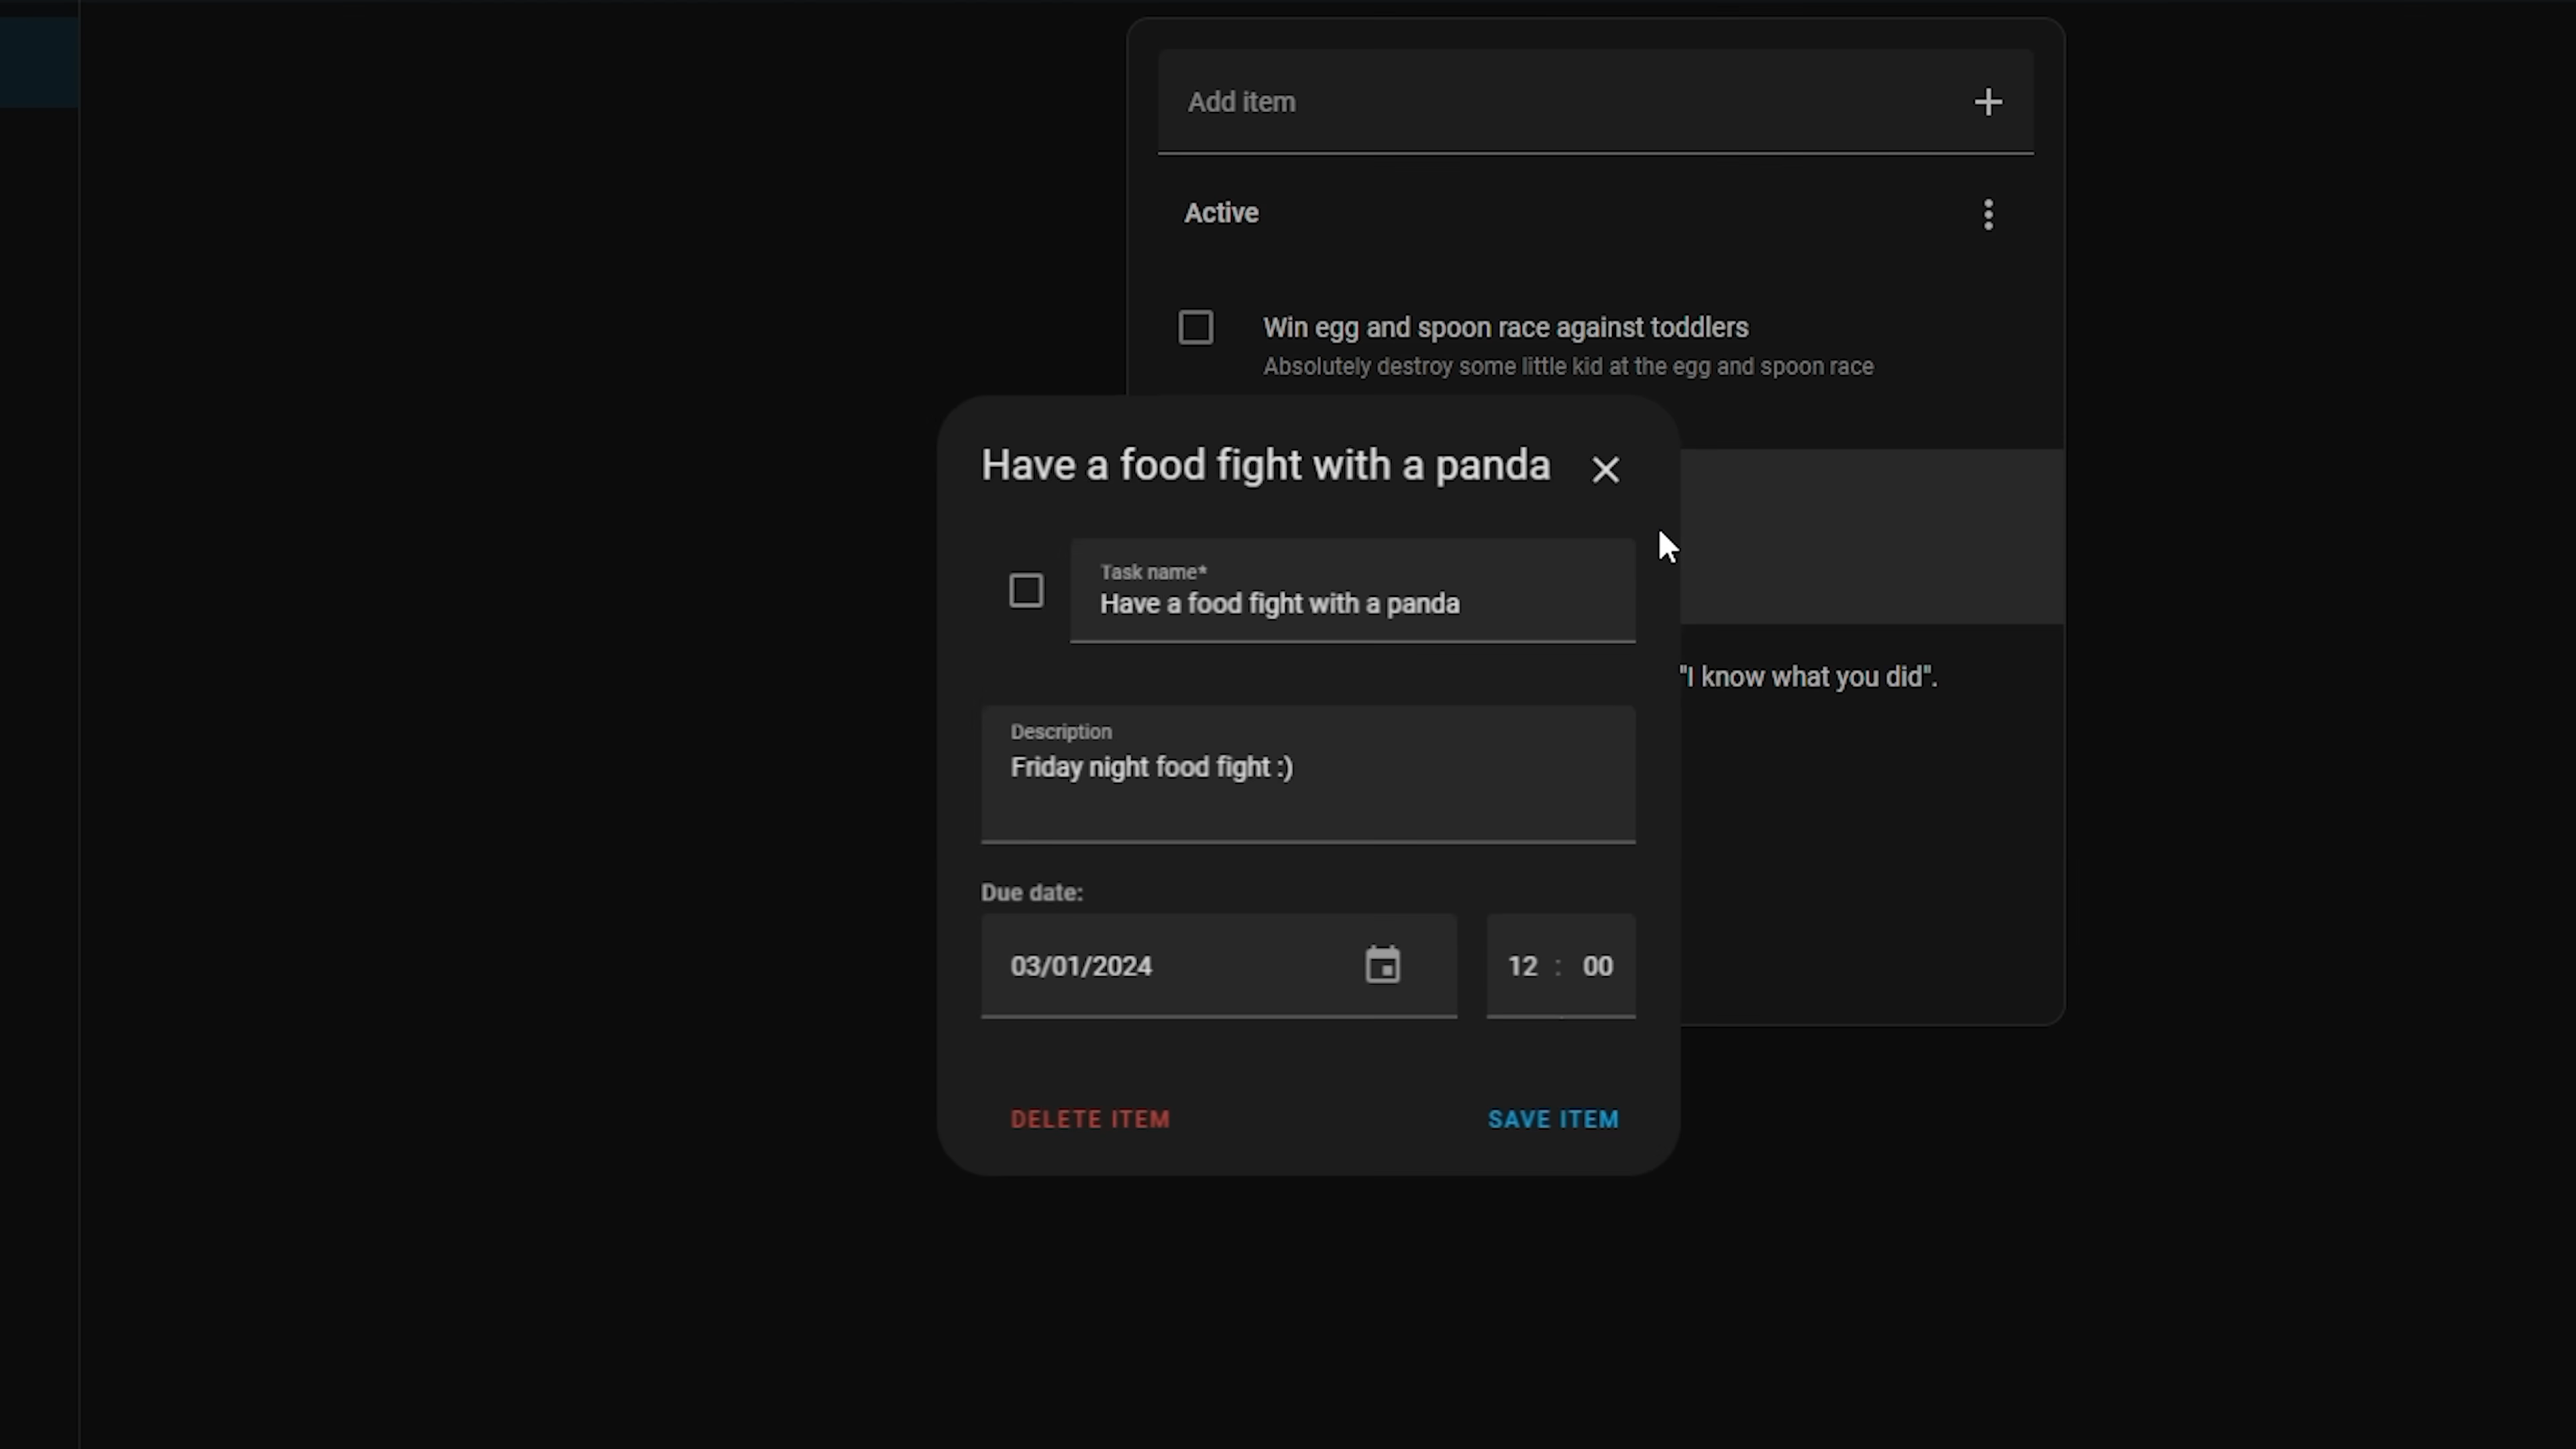 Add item
Active
Win egg and spoon race against toddlers
Absolutely destroy some little kid at the egg and spoon race
Have a food fight with a panda
Task name*
Have a food fight with a panda
"I know what you did".
Description
Friday night food fight :)
Due date:
03/01/2024
12 : 00
DELETE ITEM
SAVE ITEM